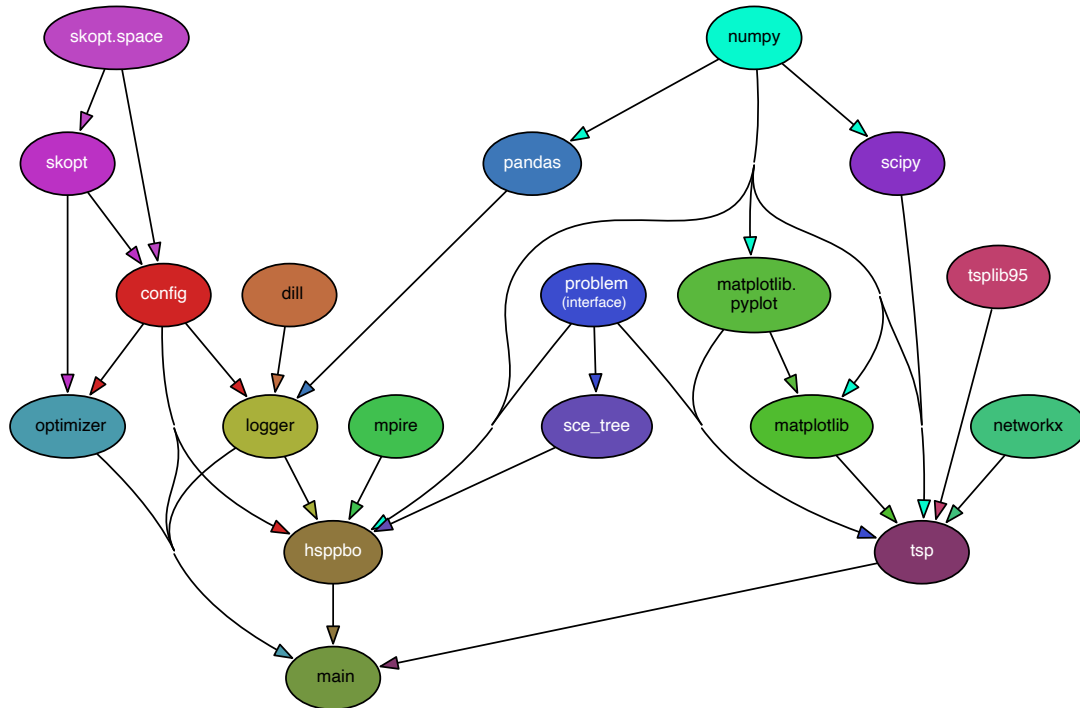 skopt.space
numpy
skopt
pandas
scipy
tsplib95
config
dill
problem
(interface)
matplotlib.
pyplot
optimizer
logger
mpire
sce_tree
matplotlib
networkx
hsppbo
tsp
main